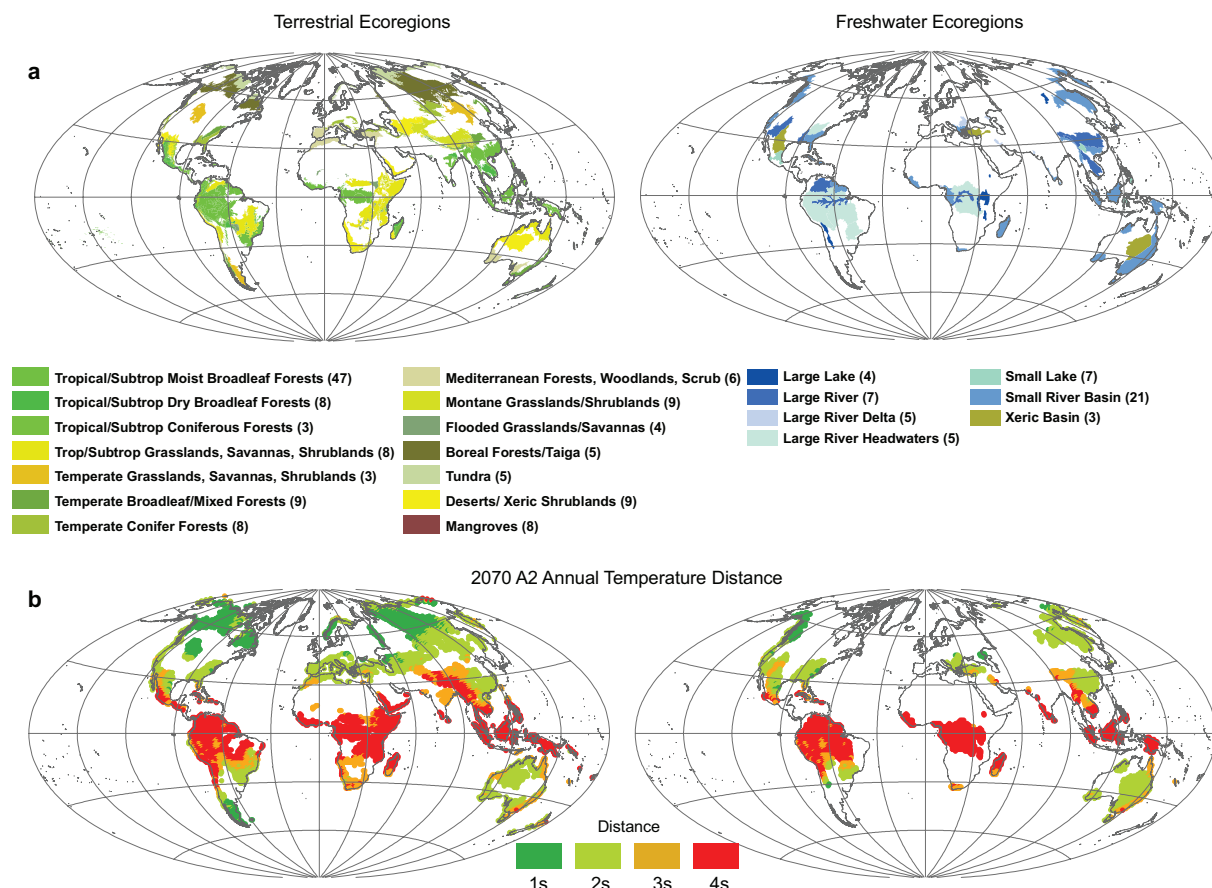 Terrestrial Ecoregions
Freshwater Ecoregions
a
Tropical/Subtrop Moist Broadleaf Forests (47)
Tropical/Subtrop Dry Broadleaf Forests (8)
Tropical/Subtrop Coniferous Forests (3)
Trop/Subtrop Grasslands, Savannas, Shrublands (8)
Temperate Grasslands, Savannas, Shrublands (3)
Temperate Broadleaf/Mixed Forests (9)
Temperate Conifer Forests (8)
Mediterranean Forests, Woodlands, Scrub (6)
Montane Grasslands/Shrublands (9)
Flooded Grasslands/Savannas (4)
Boreal Forests/Taiga (5)
Tundra (5)
Deserts/ Xeric Shrublands (9)
Mangroves (8)
Large Lake (4)
Large River (7)
Large River Delta (5)
Large River Headwaters (5)
Small Lake (7)
Small River Basin (21)
Xeric Basin (3)
2070 A2 Annual Temperature Distance
b
Distance
1s 2s 3s 4s